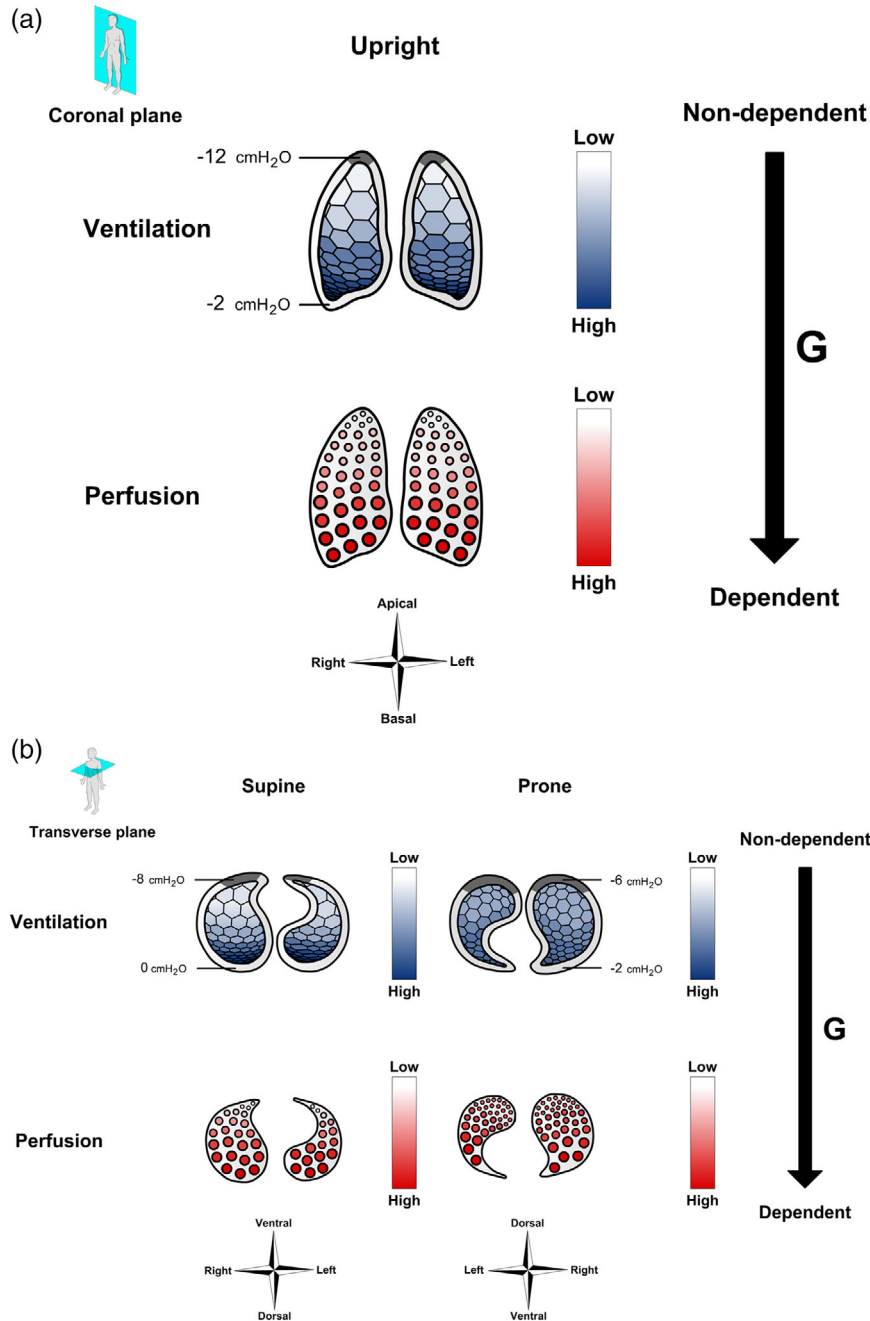 (a)
Upright
Coronal plane
Non-dependent
-12 cmH₂O
Low
Ventilation
-2 cmH₂O
High
G
Low
Perfusion
High
Dependent
Apical
Right
Left
Basal
(b)
Supine
Prone
Transverse plane
Non-dependent
-8 cmH₂O
Low
-6 cmH₂O
Low
Ventilation
0 cmH₂O
High
-2 cmH₂O
High
G
Low
Low
Perfusion
High
High
Dependent
Ventral
Dorsal
Right
Left
Left
Right
Dorsal
Ventral